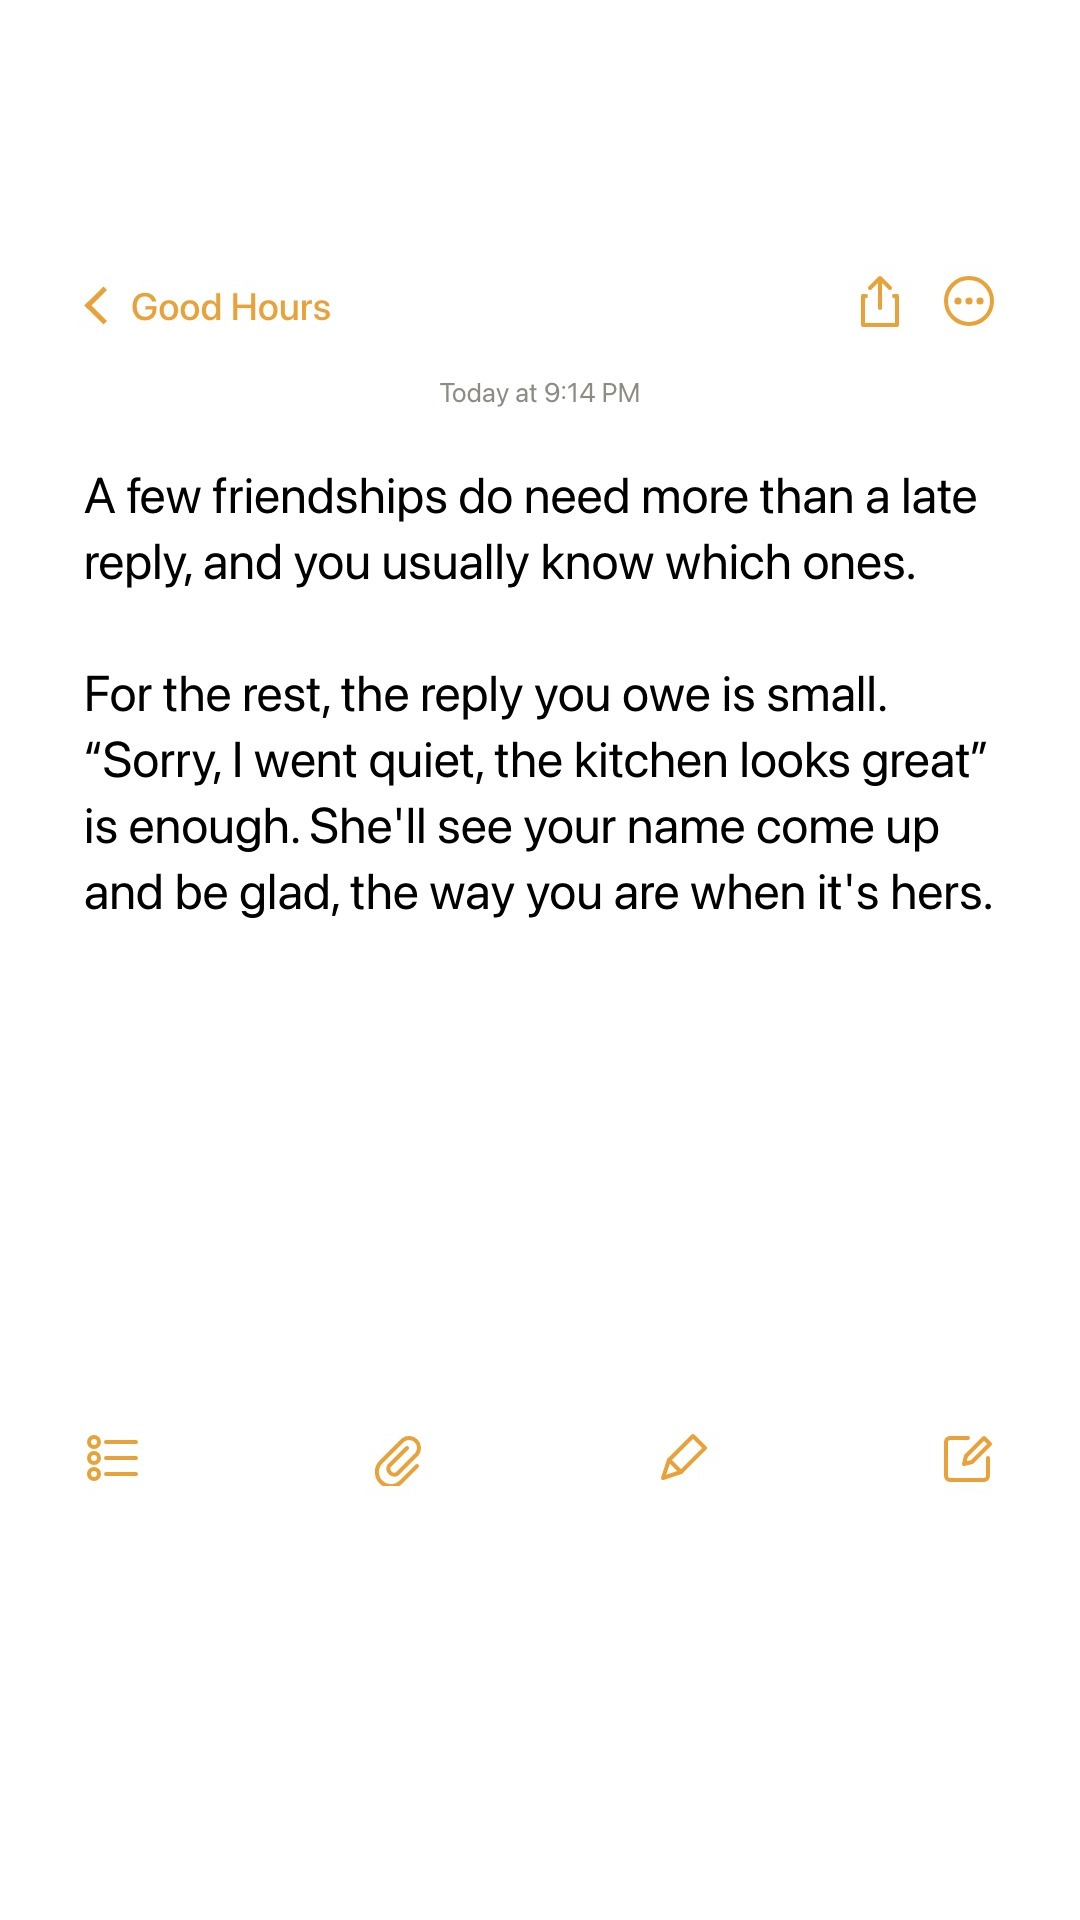 Good Hours
Today at 9:14 PM
A few friendships do need more than a late
reply, and you usually know which ones.
For the rest, the reply you owe is small.
“Sorry, I went quiet, the kitchen looks great”
is enough. She'll see your name come up
and be glad, the way you are when it's hers.